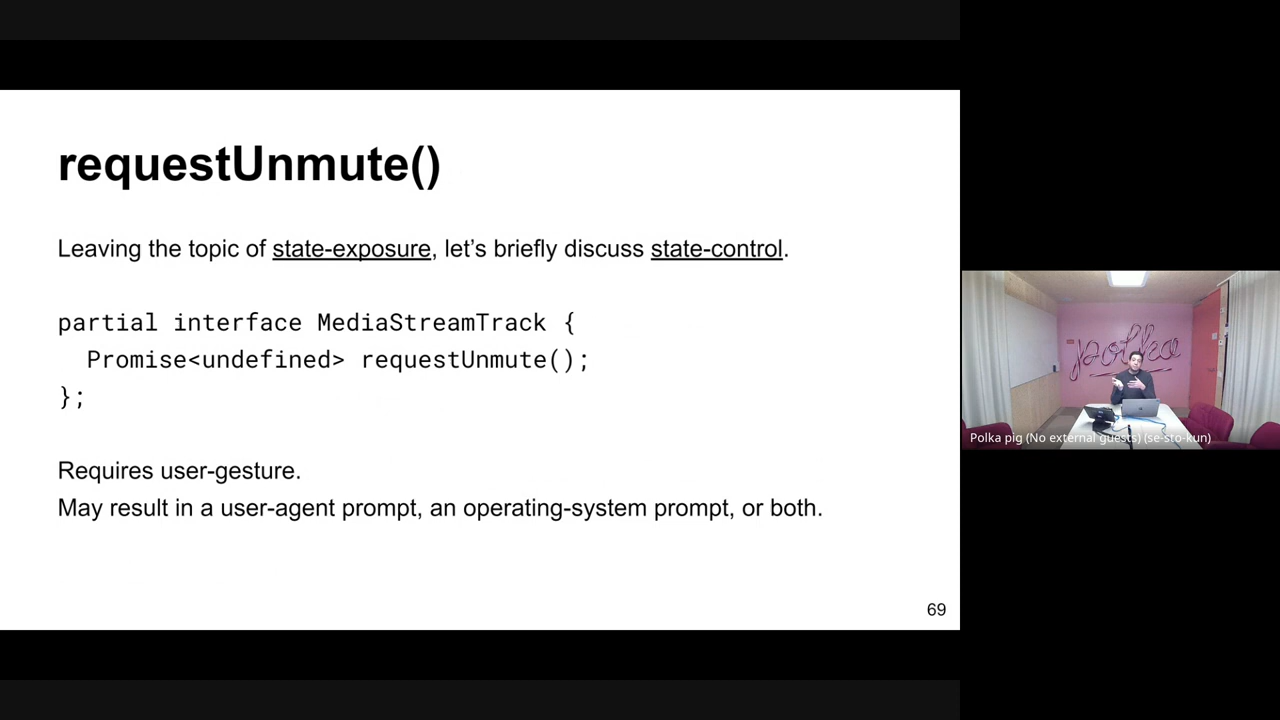 requestUnmute()
Leaving the topic of state-exposure, let’s briefly discuss state-control.
partial interface MediaStreamTrack {
Promise<undefined> requestUnmute();
};
Requires user-gesture.
May result in a user-agent prompt, an operating-system prompt, or both.
69
polka
Polka pig (No external guests) (se-sto-kun)